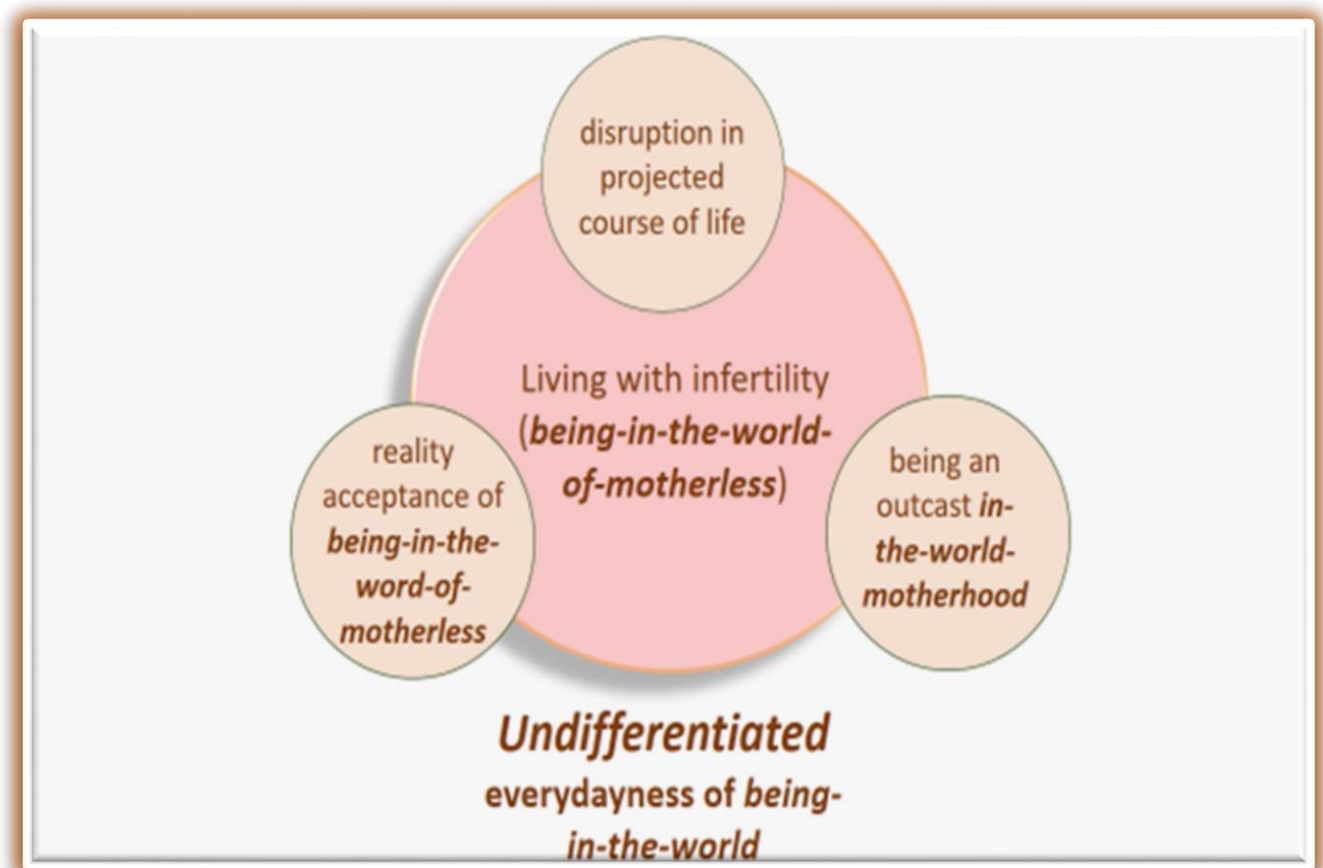 disruption in
projected
course of life
Living with infertility
(being-in-the-world-
of-motherless)
reality
acceptance of
being-in-the-
word-of-
motherless
being an
outcast in-
the-world-
motherhood
Undifferentiated
everydayness of being-
in-the-world